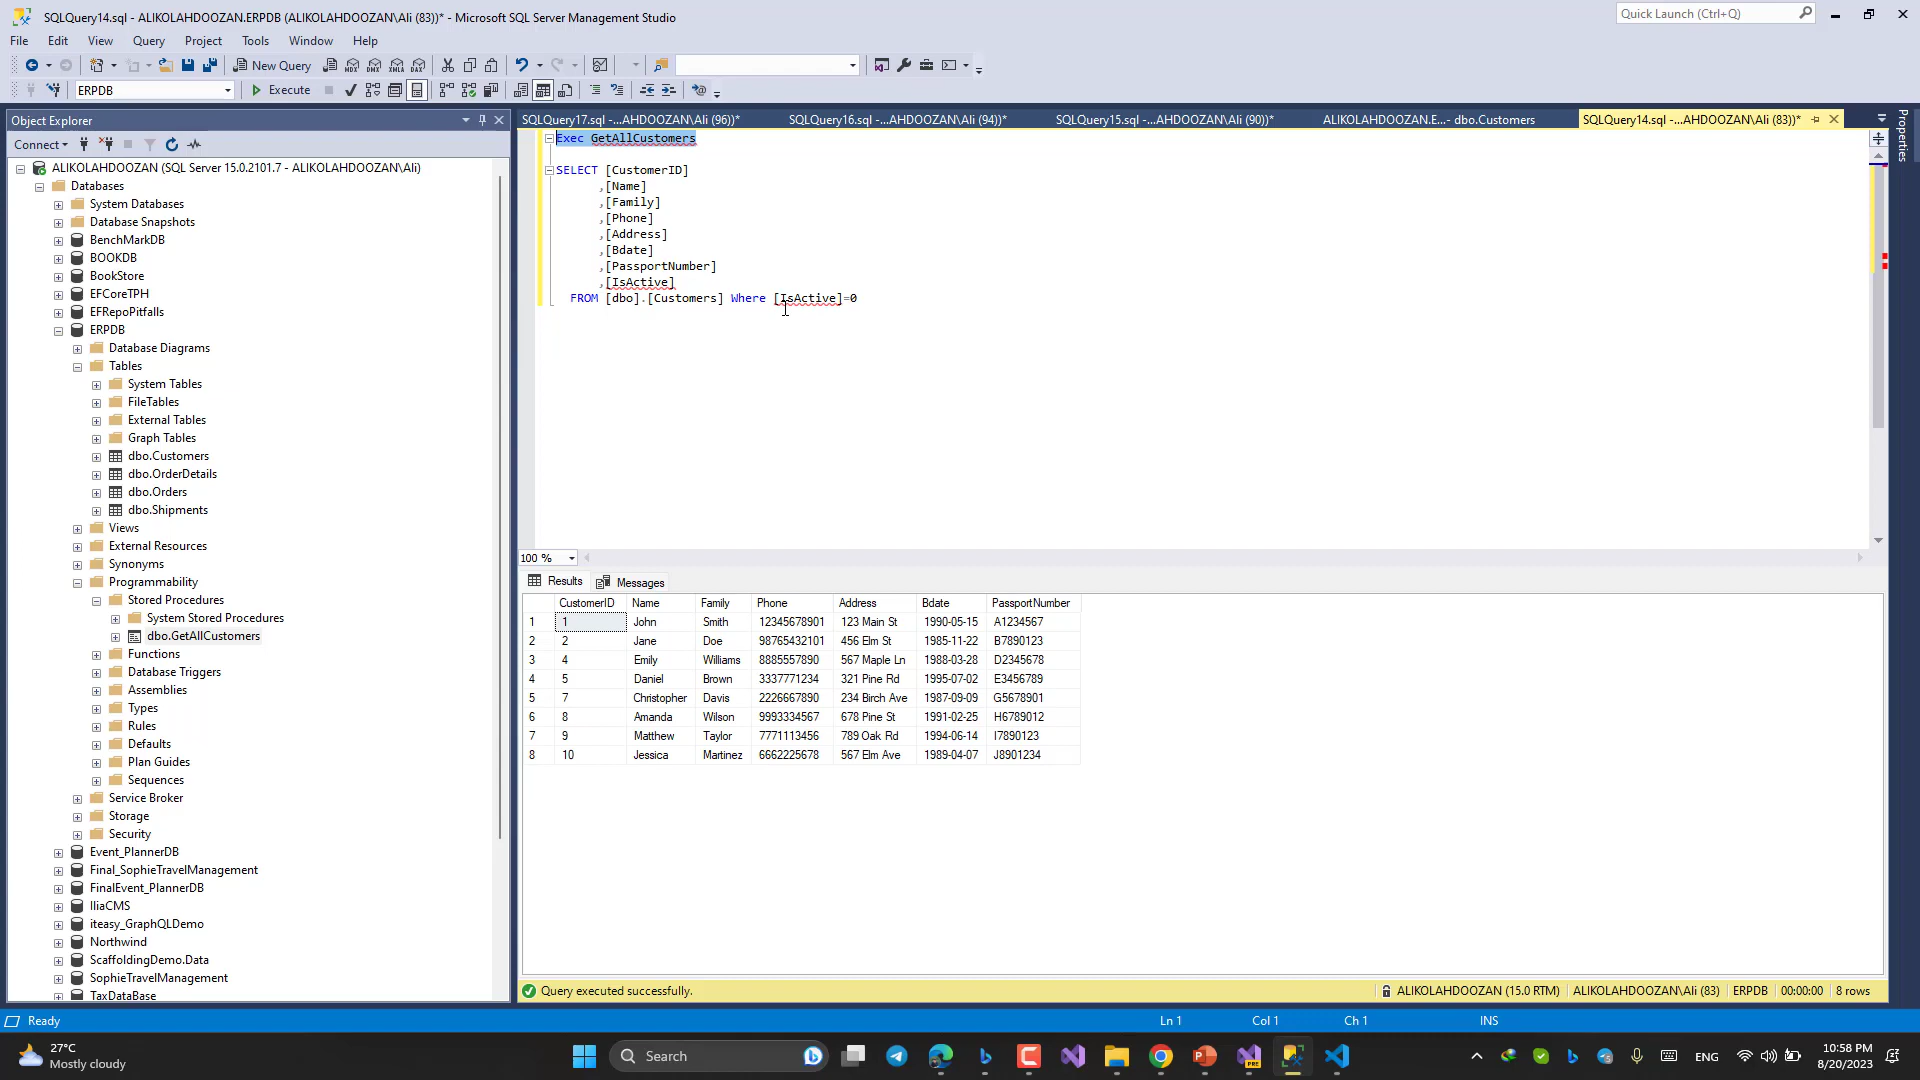 SQLQuery14.sql - ALIKOLAHDOOZAN.ERPDB (ALIKOLAHDOOZAN\Ali (83))* - Microsoft SQL Server Management Studio
Quick Launch (Ctrl+Q)
File Edit View Query Project Tools Window Help
New Query
ERPDB
Execute
Object Explorer
Connect
ALIKOLAHDOOZAN (SQL Server 15.0.2101.7 - ALIKOLAHDOOZAN\Ali)
Databases
System Databases
Database Snapshots
BenchMarkDB
BOOKDB
BookStore
EFCoreTPH
EFRepoPitfalls
ERPDB
Database Diagrams
Tables
System Tables
FileTables
External Tables
Graph Tables
dbo.Customers
dbo.OrderDetails
dbo.Orders
dbo.Shipments
Views
External Resources
Synonyms
Programmability
Stored Procedures
System Stored Procedures
dbo.GetAllCustomers
Functions
Database Triggers
Assemblies
Types
Rules
Defaults
Plan Guides
Sequences
Service Broker
Storage
Security
Event_PlannerDB
Final_SophieTravelManagement
FinalEvent_PlannerDB
IliaCMS
iteasy_GraphQLDemo
Northwind
ScaffoldingDemo.Data
SophieTravelManagement
TaxDataBase
SQLQuery17.sql -...AHDOOZAN\Ali (96))* SQLQuery16.sql -...AHDOOZAN\Ali (94))* SQLQuery15.sql -...AHDOOZAN\Ali (90))* ALIKOLAHDOOZAN.E...- dbo.Customers SQLQuery14.sql -...AHDOOZAN\Ali (83))*
Properties
Exec GetAllCustomers
SELECT [CustomerID]
,[Name]
,[Family]
,[Phone]
,[Address]
,[Bdate]
,[PassportNumber]
,[IsActive]
FROM [dbo].[Customers] Where [IsActive]=0
100 %
Results Messages
CustomerID Name Family Phone Address Bdate PassportNumber
1 1 John Smith 12345678901 123 Main St 1990-05-15 A1234567
2 2 Jane Doe 98765432101 456 Elm St 1985-11-22 B7890123
3 4 Emily Williams 8885557890 567 Maple Ln 1988-03-28 D2345678
4 5 Daniel Brown 3337771234 321 Pine Rd 1995-07-02 E3456789
5 7 Christopher Davis 2226667890 234 Birch Ave 1987-09-09 G5678901
6 8 Amanda Wilson 9993334567 678 Pine St 1991-02-25 H6789012
7 9 Matthew Taylor 7771113456 789 Oak Rd 1994-06-14 I7890123
8 10 Jessica Martinez 6662225678 567 Elm Ave 1989-04-07 J8901234
Query executed successfully.
ALIKOLAHDOOZAN (15.0 RTM) ALIKOLAHDOOZAN\Ali (83) ERPDB 00:00:00 8 rows
Ready
Ln 1 Col 1 Ch 1 INS
27°C
Mostly cloudy
Search
ENG
10:58 PM
8/20/2023